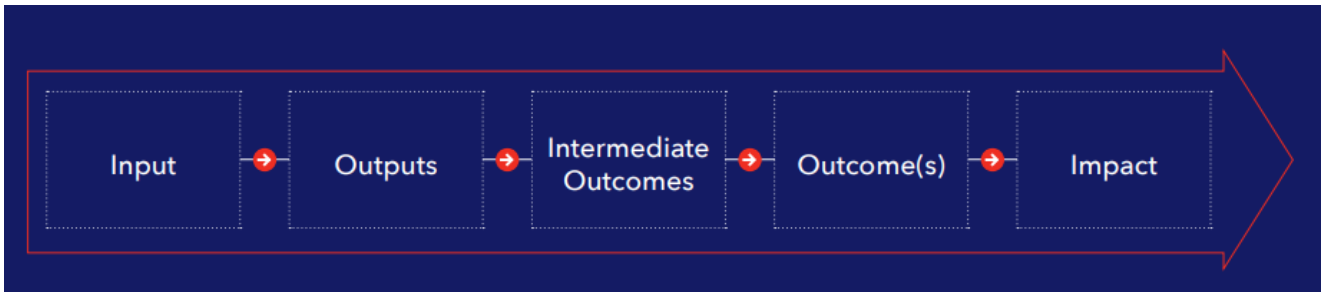 Input
Outputs
Intermediate
Outcomes
Outcome(s)
Impact